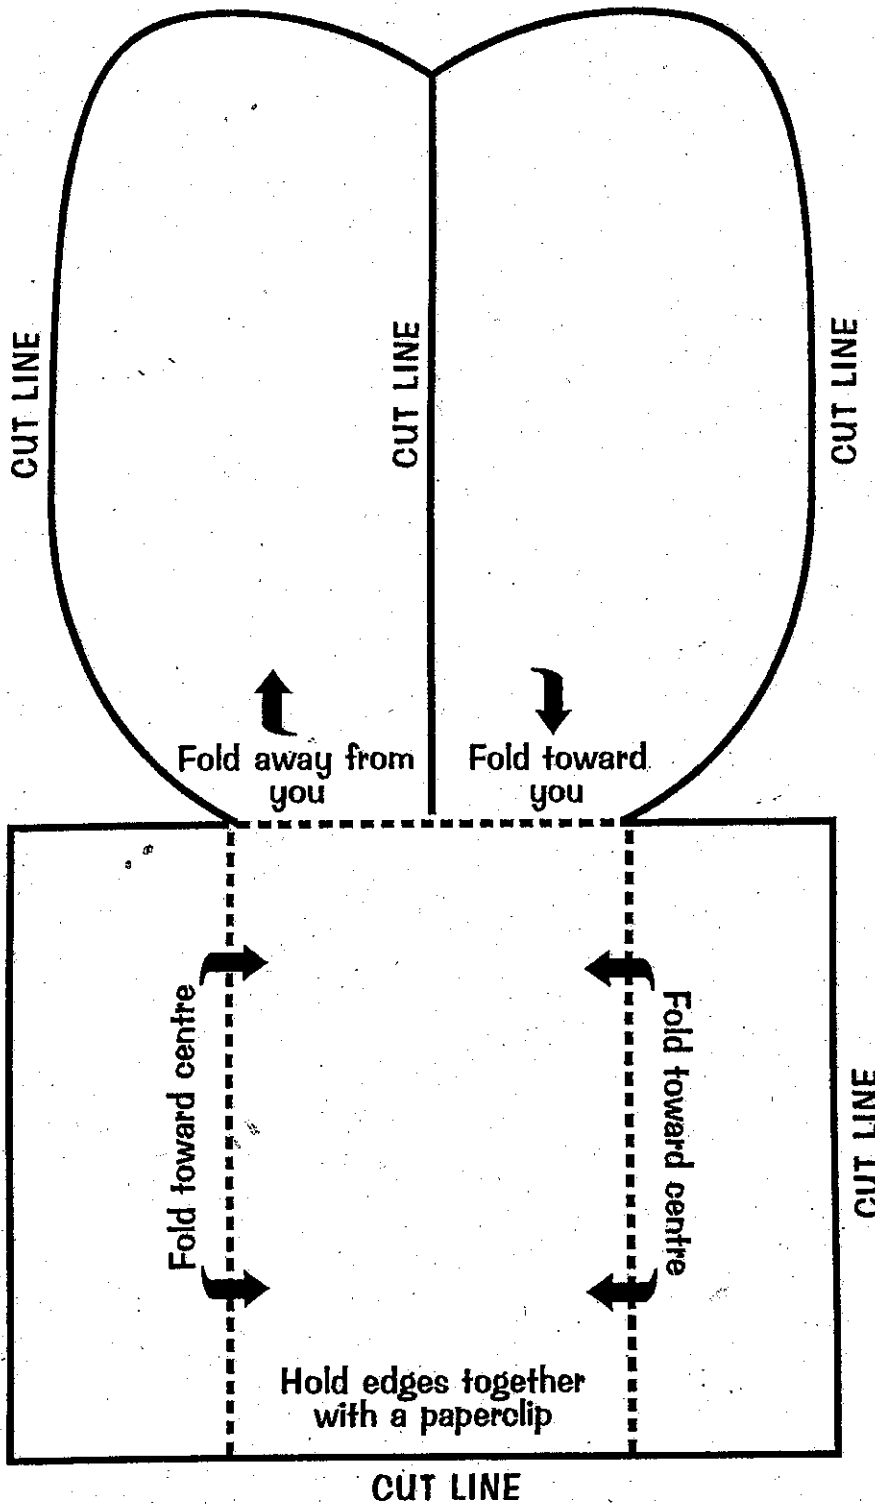 CUT LINE
CUT LINE
CUT LINE
Fold away from
you
Fold toward
you
Fold toward centre
Fold toward centre
CUT LINE
Hold edges together
with a paperclip
CUT LINE